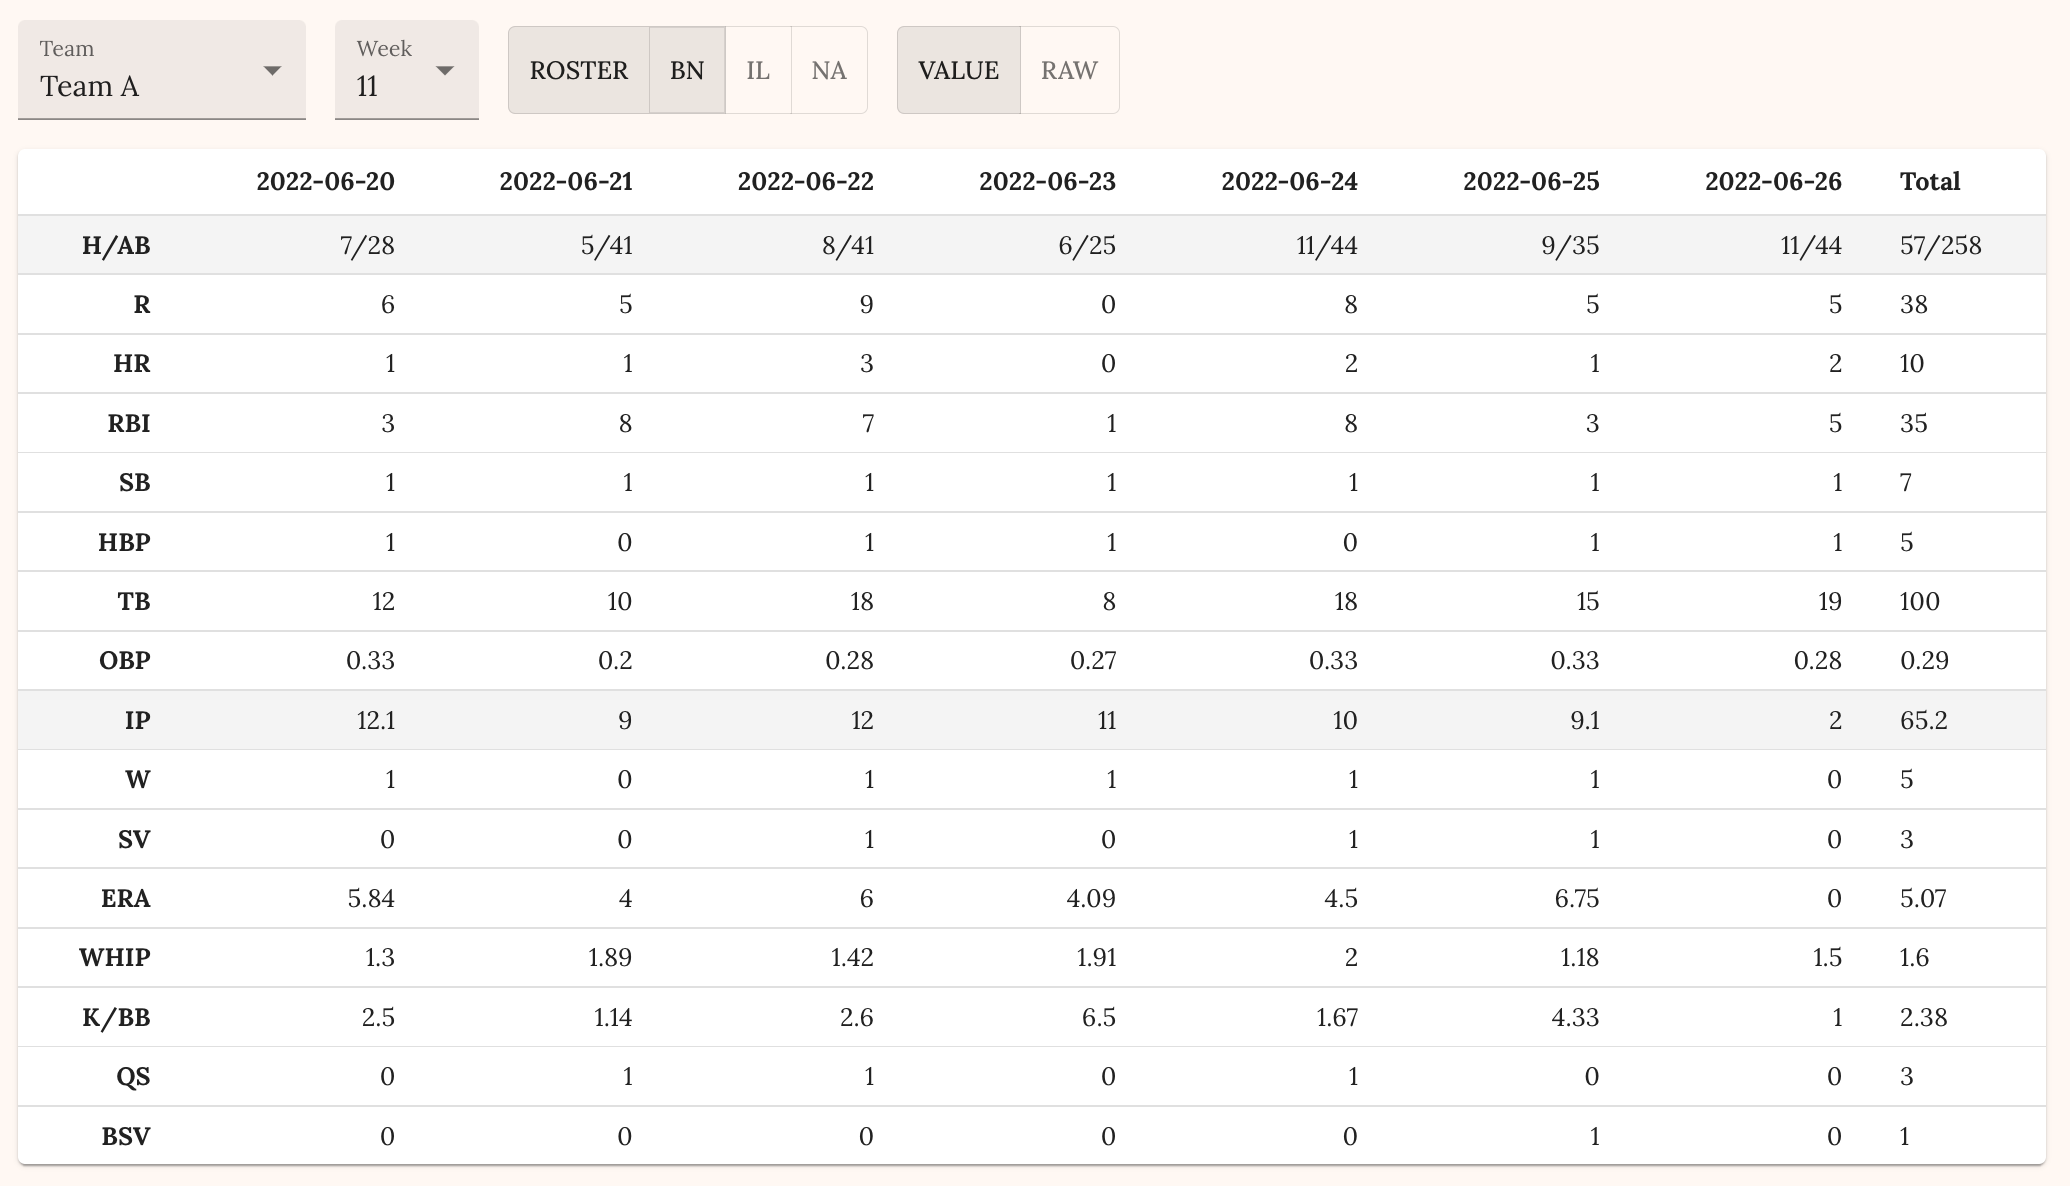 Team Week
Team A 11 ROSTER BN IL NA VALUE RAW
2022-06-20 2022-06-21 2022-06-22 2022-06-23 2022-06-24 2022-06-25 2022-06-26 Total
H/AB 7/28 5/41 8/41 6/25 11/44 9/35 11/44 57/258
R 6 5 9 0 8 5 5 38
HR 1 1 3 0 2 1 2 10
RBI 3 8 7 1 8 3 5 35
SB 1 1 1 1 1 1 1 7
HBP 1 0 1 1 0 1 1 5
TB 12 10 18 8 18 15 19 100
OBP 0.33 0.2 0.28 0.27 0.33 0.33 0.28 0.29
IP 12.1 9 12 11 10 9.1 2 65.2
W 1 0 1 1 1 1 0 5
SV 0 0 1 0 1 1 0 3
ERA 5.84 4 6 4.09 4.5 6.75 0 5.07
WHIP 1.3 1.89 1.42 1.91 2 1.18 1.5 1.6
K/BB 2.5 1.14 2.6 6.5 1.67 4.33 1 2.38
QS 0 1 1 0 1 0 0 3
BSV 0 0 0 0 0 1 0 1